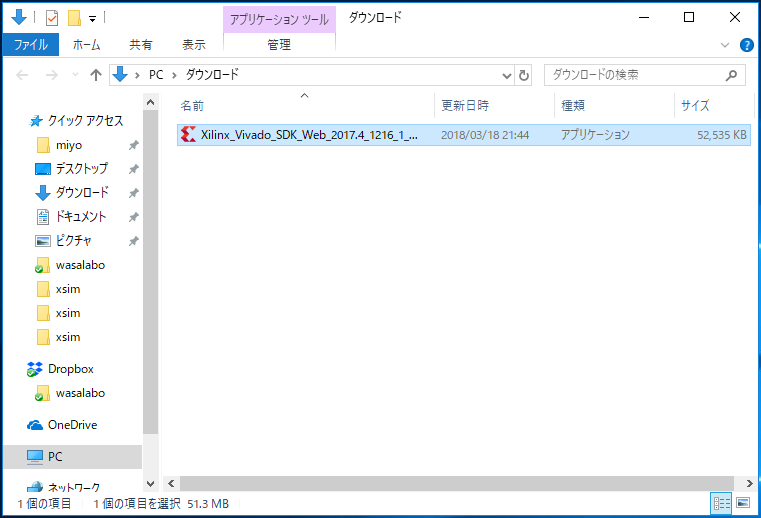 アプリケーション ツール ダウンロード
ファイル ホーム 共有 表示 管理
PC ダウンロード ダウンロードの検索
名前 更新日時 種類 サイズ
Xilinx_Vivado_SDK_Web_2017.4_1216_1_... 2018/03/18 21:44 アプリケーション 52,535 KB
クイック アクセス
miyo
デスクトップ
ダウンロード
ドキュメント
ピクチャ
wasalabo
xsim
xsim
xsim
Dropbox
wasalabo
OneDrive
PC
ネットワーク
1 個の項目 1 個の項目を選択 51.3 MB